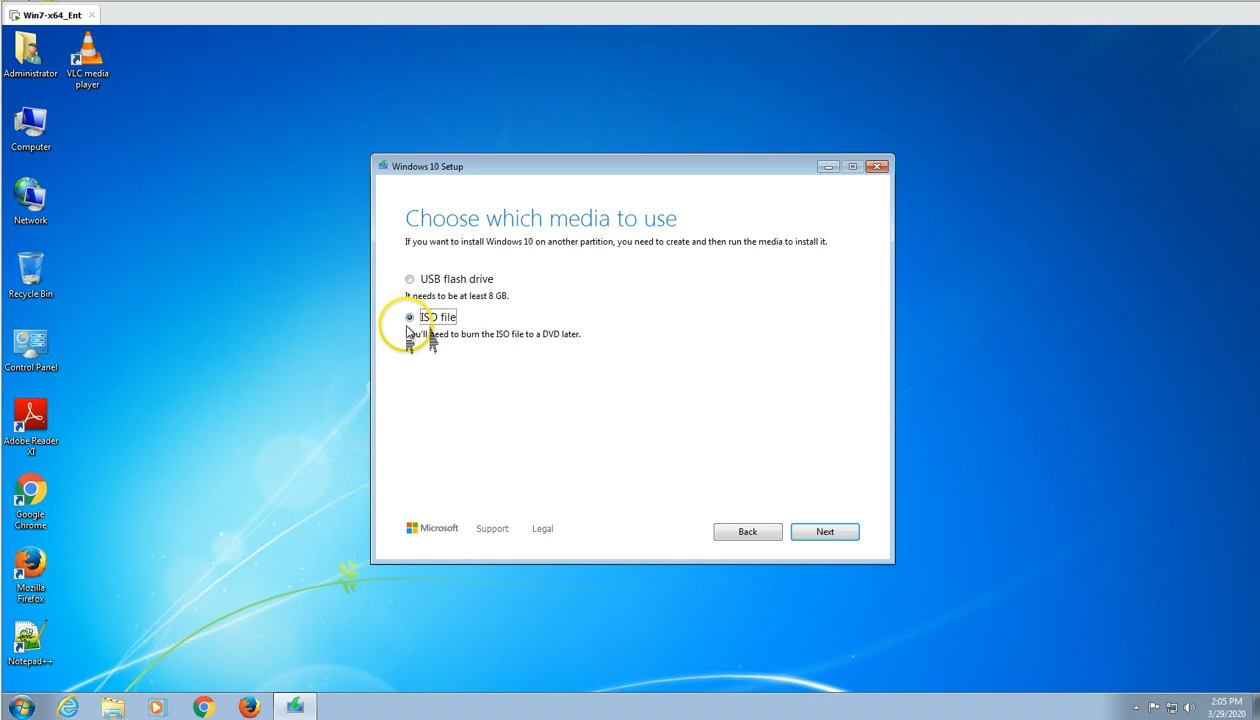 Win7-x64_Ent
Administrator
VLC media
player
Computer
Network
Recycle Bin
Control Panel
Adobe Reader
XI
Google
Chrome
Mozilla
Firefox
Notepad++
Windows 10 Setup
Choose which media to use
If you want to install Windows 10 on another partition, you need to create and then run the media to install it.
USB flash drive
It needs to be at least 8 GB.
ISO file
You'll need to burn the ISO file to a DVD later.
Microsoft
Support
Legal
Back
Next
2:05 PM
3/29/2020